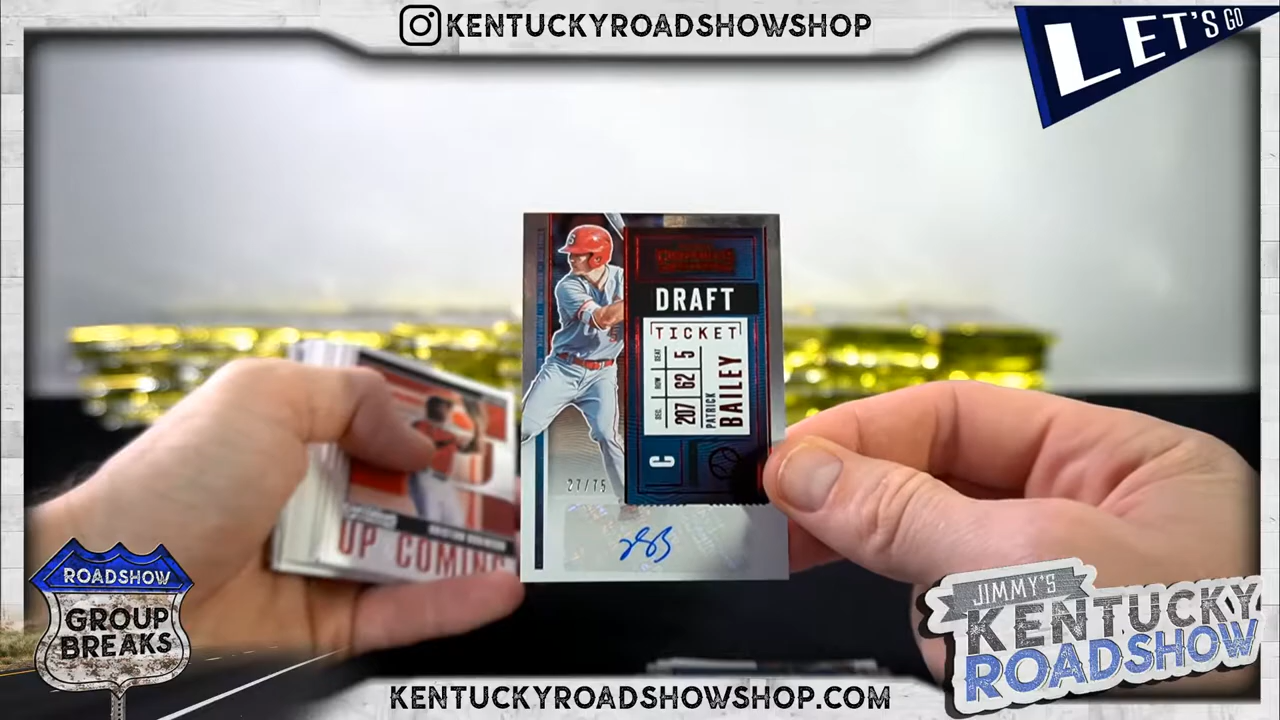 KENTUCKYROADSHOWSHOP
LET'S GO
DRAFT
TICKET
SEC. ROW SEAT
207 62 5
PATRICK
BAILEY
C
27/75
UP COMING
ROADSHOW
GROUP
BREAKS
JIMMY'S
KENTUCKY
ROADSHOW
KENTUCKYROADSHOWSHOP.COM